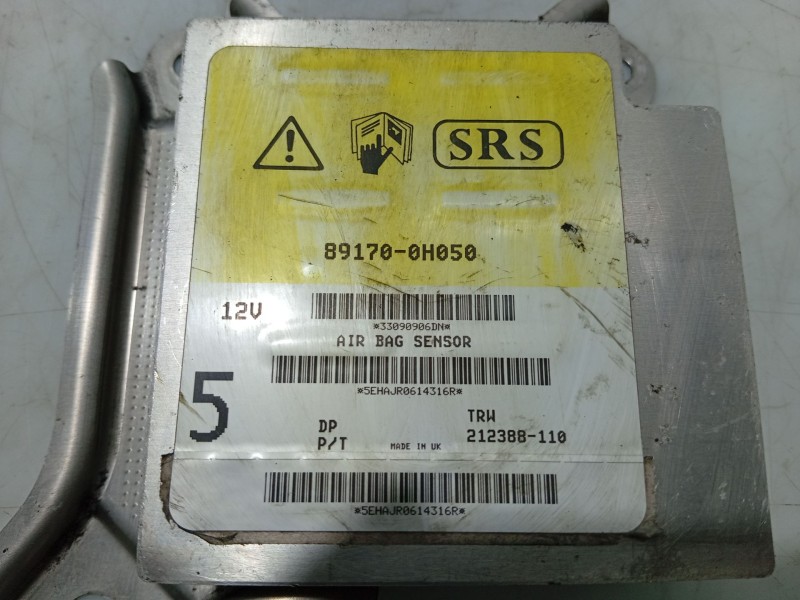 SRS
89170-0H050
12V
*33090906DN*
AIR BAG SENSOR
*5EHAJR0614316R*
5
DP
TRW
P/T
MADE IN UK
212388-110
*5EHAJR0614316R*